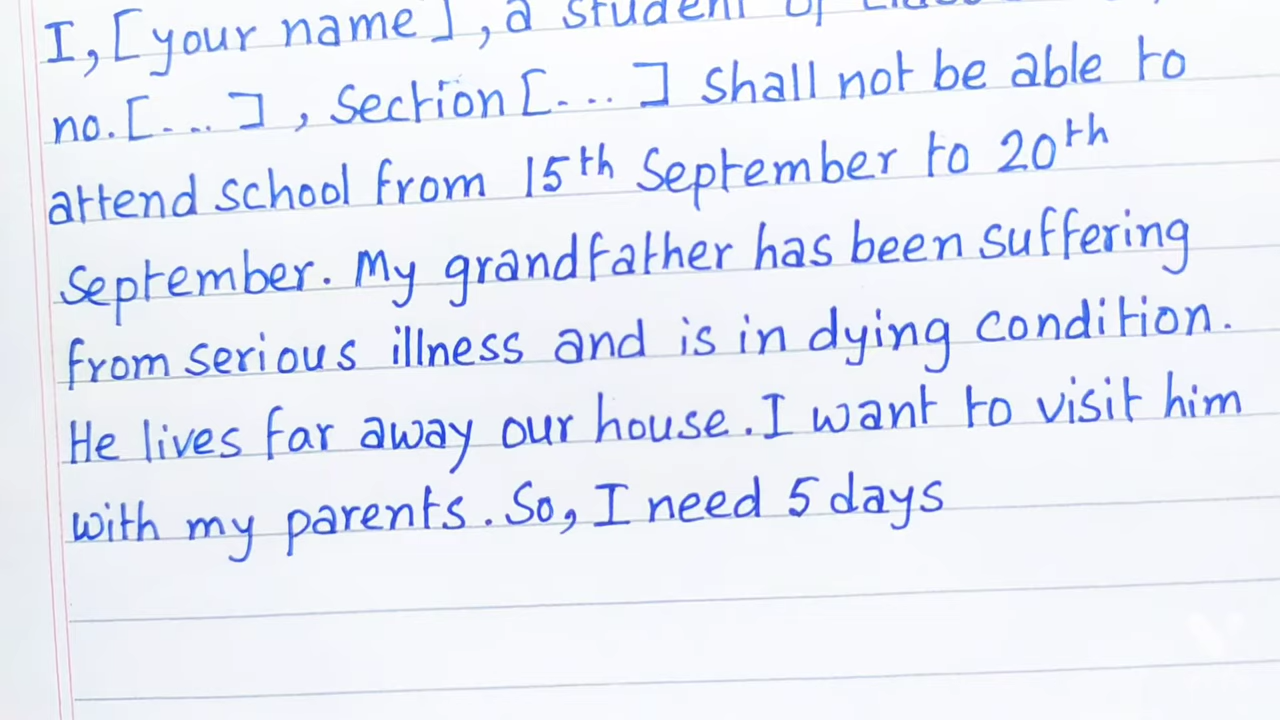 I, [your name], a student of class
no. [....], Section [....] shall not be able to
attend school from 15th September to 20th
September. My grandfather has been suffering
from serious illness and is in dying condition.
He lives far away our house. I want to visit him
with my parents. So, I need 5 days